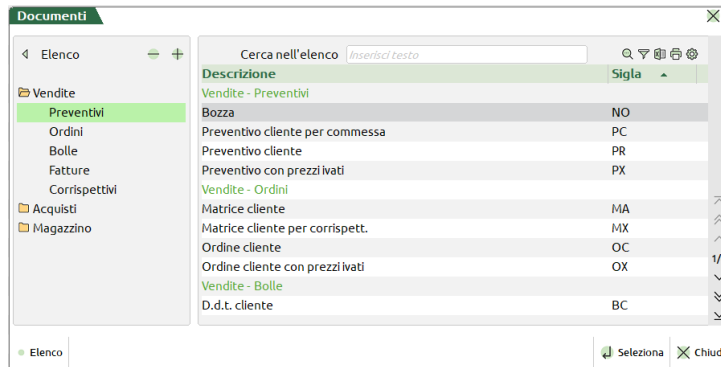 Documenti
Elenco
Vendite
Preventivi
Ordini
Bolle
Fatture
Corrispettivi
Acquisti
Magazzino
Cerca nell'elenco Inserisci testo
Descrizione Sigla
Vendite - Preventivi
Bozza NO
Preventivo cliente per commessa PC
Preventivo cliente PR
Preventivo con prezzi ivati PX
Vendite - Ordini
Matrice cliente MA
Matrice cliente per corrispett. MX
Ordine cliente OC
Ordine cliente con prezzi ivati OX
Vendite - Bolle
D.d.t. cliente BC
1/
Elenco
Seleziona
Chiud